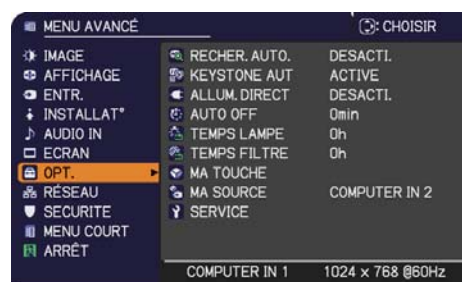 MENU AVANCÉ : CHOISIR
IMAGE RECHER. AUTO. DESACTI.
AFFICHAGE KEYSTONE AUT ACTIVE
ENTR. ALLUM. DIRECT DESACTI.
INSTALLAT° AUTO OFF 0min
AUDIO IN TEMPS LAMPE 0h
ECRAN TEMPS FILTRE 0h
OPT. MA TOUCHE
RÉSEAU MA SOURCE COMPUTER IN 2
SECURITE SERVICE
MENU COURT
ARRÊT
COMPUTER IN 1 1024 x 768 @60Hz